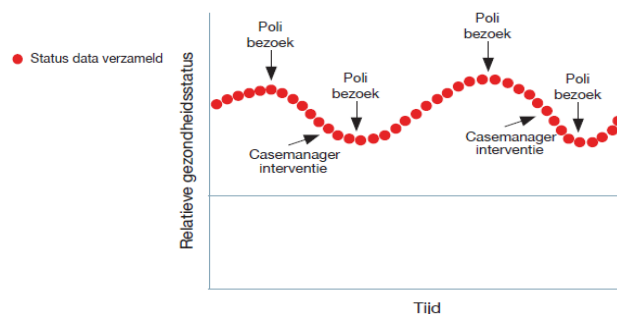 Status data verzameld
Poli
bezoek
Poli
bezoek
Poli
bezoek
Poli
bezoek
Casemanager
interventie
Casemanager
interventie
Relatieve gezondheidsstatus
Tijd